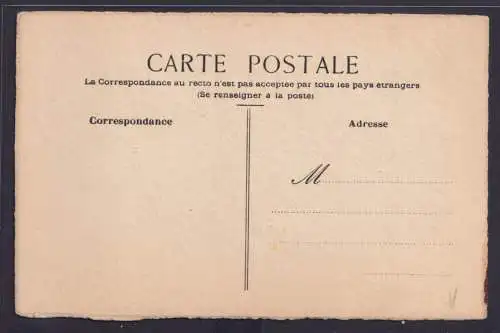 CARTE POSTALE
La Correspondance au recto n'est pas acceptée par tous les pays étrangers
(Se renseigner à la poste)
Correspondance
Adresse
M